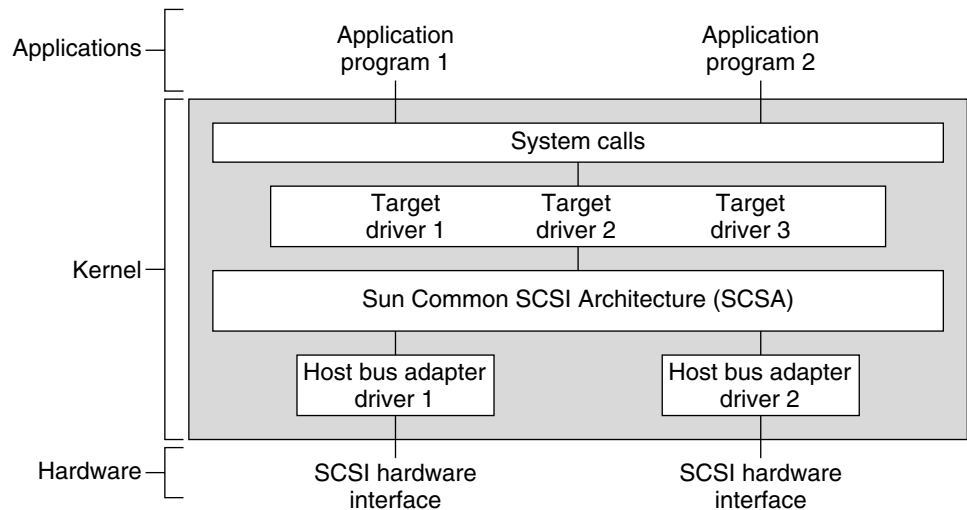 Applications
Application
program 1
Application
program 2
System calls
Target
driver 1
Target
driver 2
Target
driver 3
Kernel
Sun Common SCSI Architecture (SCSA)
Host bus adapter
driver 1
Host bus adapter
driver 2
Hardware
SCSI hardware
interface
SCSI hardware
interface